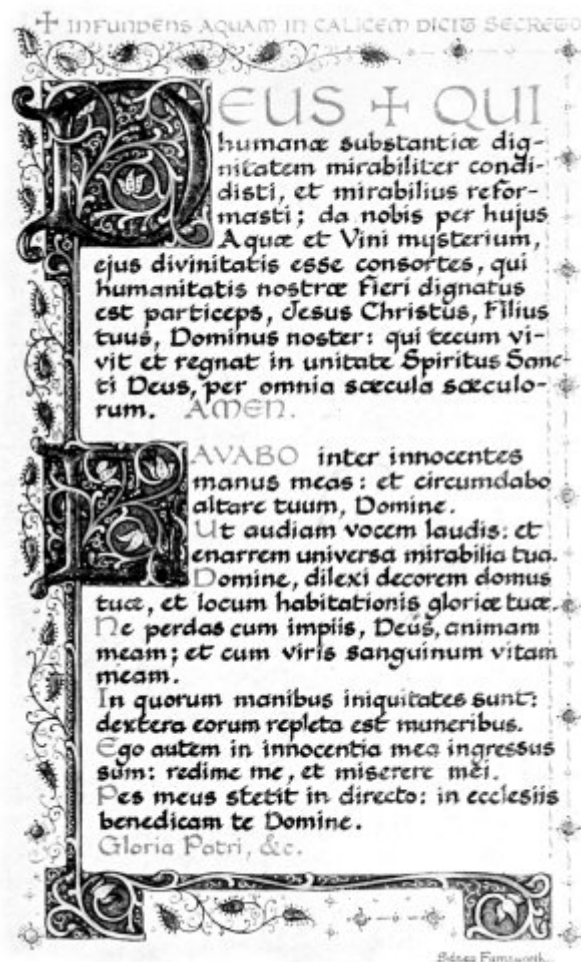 ✠ INFUNDENS AQUAM IN CALICEM DICIT SECRETO
DEUS ✠ QUI
humanæ substantiæ dig-
nitatem mirabiliter condi-
disti, et mirabilius refor-
masti; da nobis per hujus
Aquæ et Vini mysterium,
ejus divinitatis esse consortes, qui
humanitatis nostræ fieri dignatus
est particeps, Jesus Christus, Filius
tuus, Dominus noster: qui tecum vi-
vit et regnat in unitate Spiritus Sanc-
ti Deus, per omnia sæcula sæculo-
rum. AMEN.
LAVABO inter innocentes
manus meas: et circumdabo
altare tuum, Domine.
Ut audiam vocem laudis: et
enarrem universa mirabilia tua.
Domine, dilexi decorem domus
tuæ, et locum habitationis gloriæ tuæ.
Ne perdas cum impiis, Deus, animam
meam; et cum viris sanguinum vitam
meam.
In quorum manibus iniquitates sunt:
dextera eorum repleta est muneribus.
Ego autem in innocentia mea ingressus
sum: redime me, et miserere mei.
Pes meus stetit in directo: in ecclesiis
benedicam te Domine.
Gloria Patri, &c.
Sidney Farnsworth